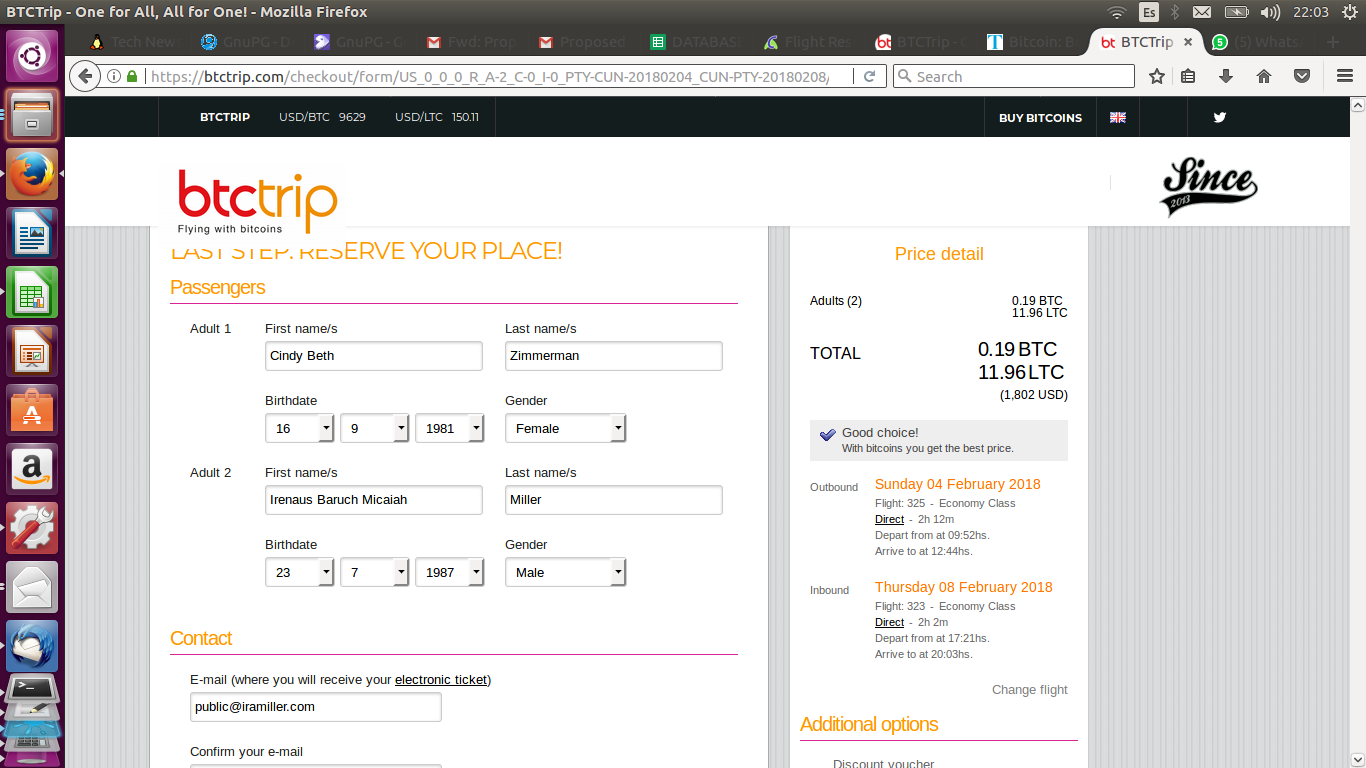 BTCTrip - One for All, All for One! - Mozilla Firefox
Es
22:03
Tech New
GnuPG - D
GnuPG - G
Fwd: Pro
Proposed
DATABAS
Flight Res
BTCTrip -
Bitcoin: B
BTCTrip
(5) Whats
https://btctrip.com/checkout/form/US_0_0_0_R_A-2_C-0_I-0_PTY-CUN-20180204_CUN-PTY-20180208/
Search
BTCTRIP USD/BTC 9629 USD/LTC 150.11
BUY BITCOINS
btctrip
Flying with bitcoins
Since
2013
LAST STEP: RESERVE YOUR PLACE!
Passengers
Adult 1
First name/s
Last name/s
Cindy Beth
Zimmerman
Birthdate
Gender
16 9 1981 Female
Adult 2
First name/s
Last name/s
Irenaus Baruch Micaiah
Miller
Birthdate
Gender
23 7 1987 Male
Contact
E-mail (where you will receive your electronic ticket)
public@iramiller.com
Confirm your e-mail
Price detail
Adults (2) 0.19 BTC
11.96 LTC
TOTAL 0.19 BTC
11.96 LTC
(1,802 USD)
Good choice!
With bitcoins you get the best price.
Outbound Sunday 04 February 2018
Flight: 325 - Economy Class
Direct - 2h 12m
Depart from at 09:52hs.
Arrive to at 12:44hs.
Inbound Thursday 08 February 2018
Flight: 323 - Economy Class
Direct - 2h 2m
Depart from at 17:21hs.
Arrive to at 20:03hs.
Change flight
Additional options
Discount voucher